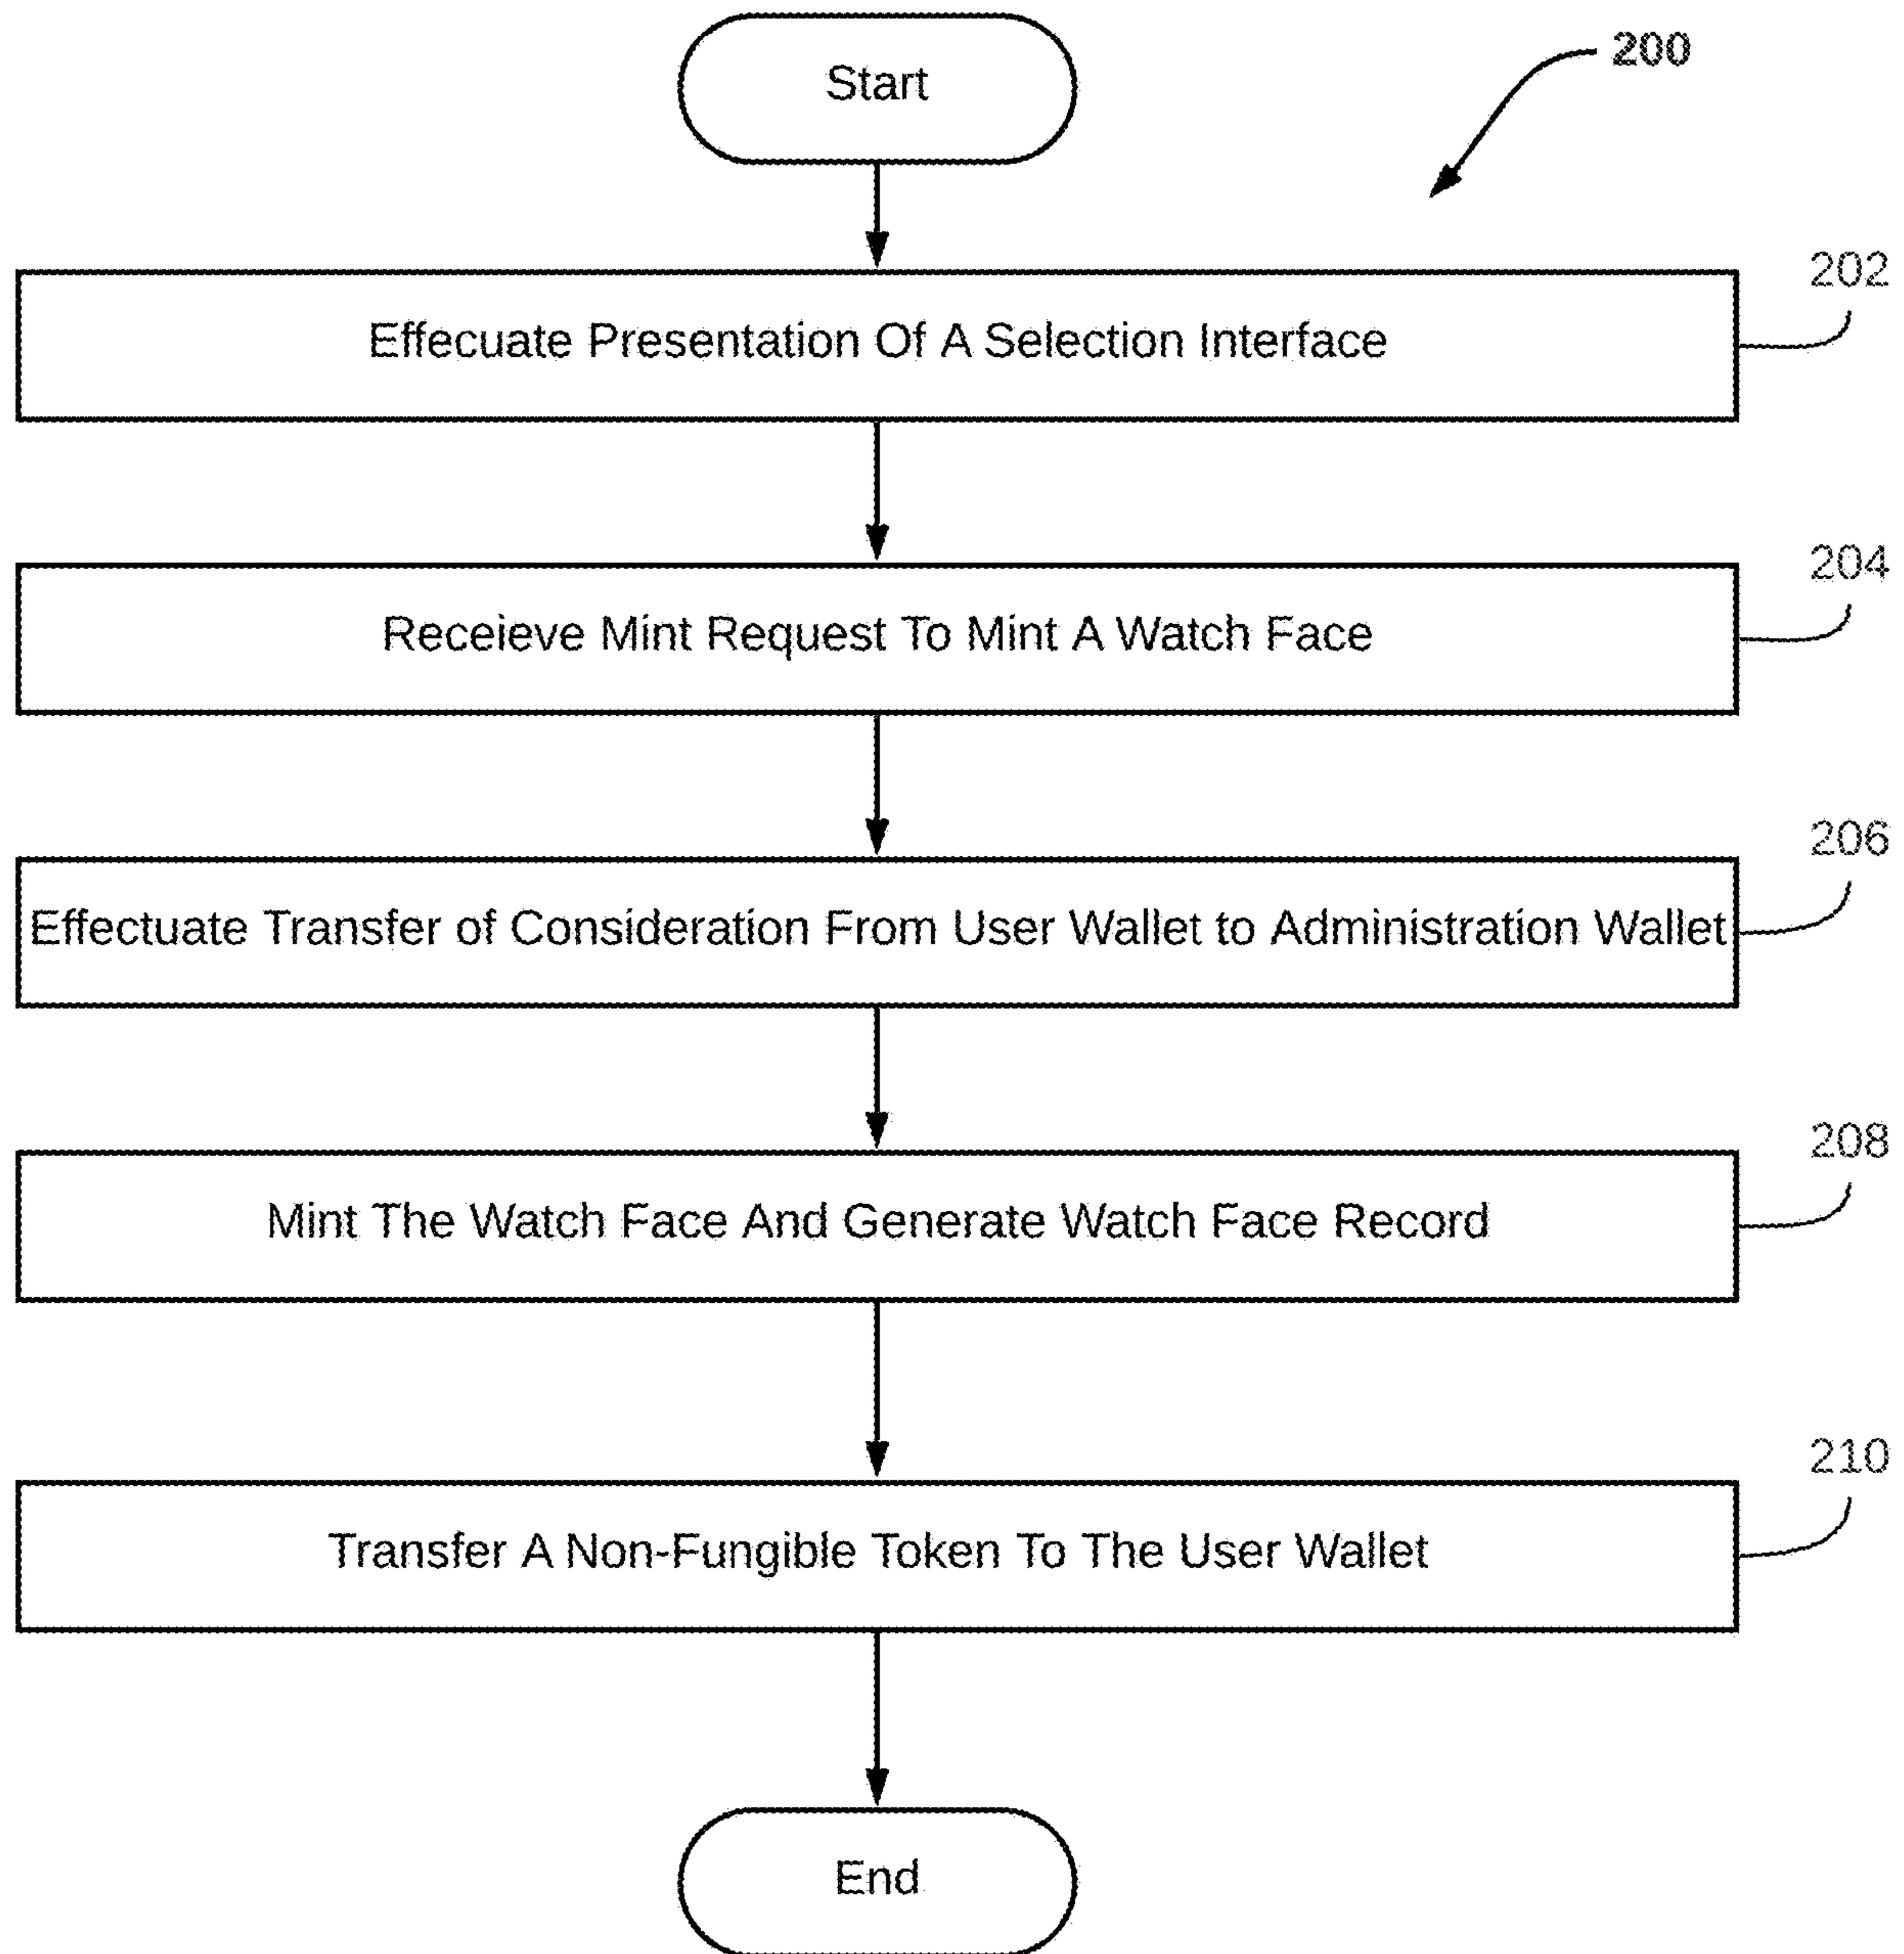 Start
200
202
Effecuate Presentation Of A Selection Interface
204
Receieve Mint Request To Mint A Watch Face
206
Effectuate Transfer of Consideration From User Wallet to Administration Wallet
208
Mint The Watch Face And Generate Watch Face Record
210
Transfer A Non-Fungible Token To The User Wallet
End